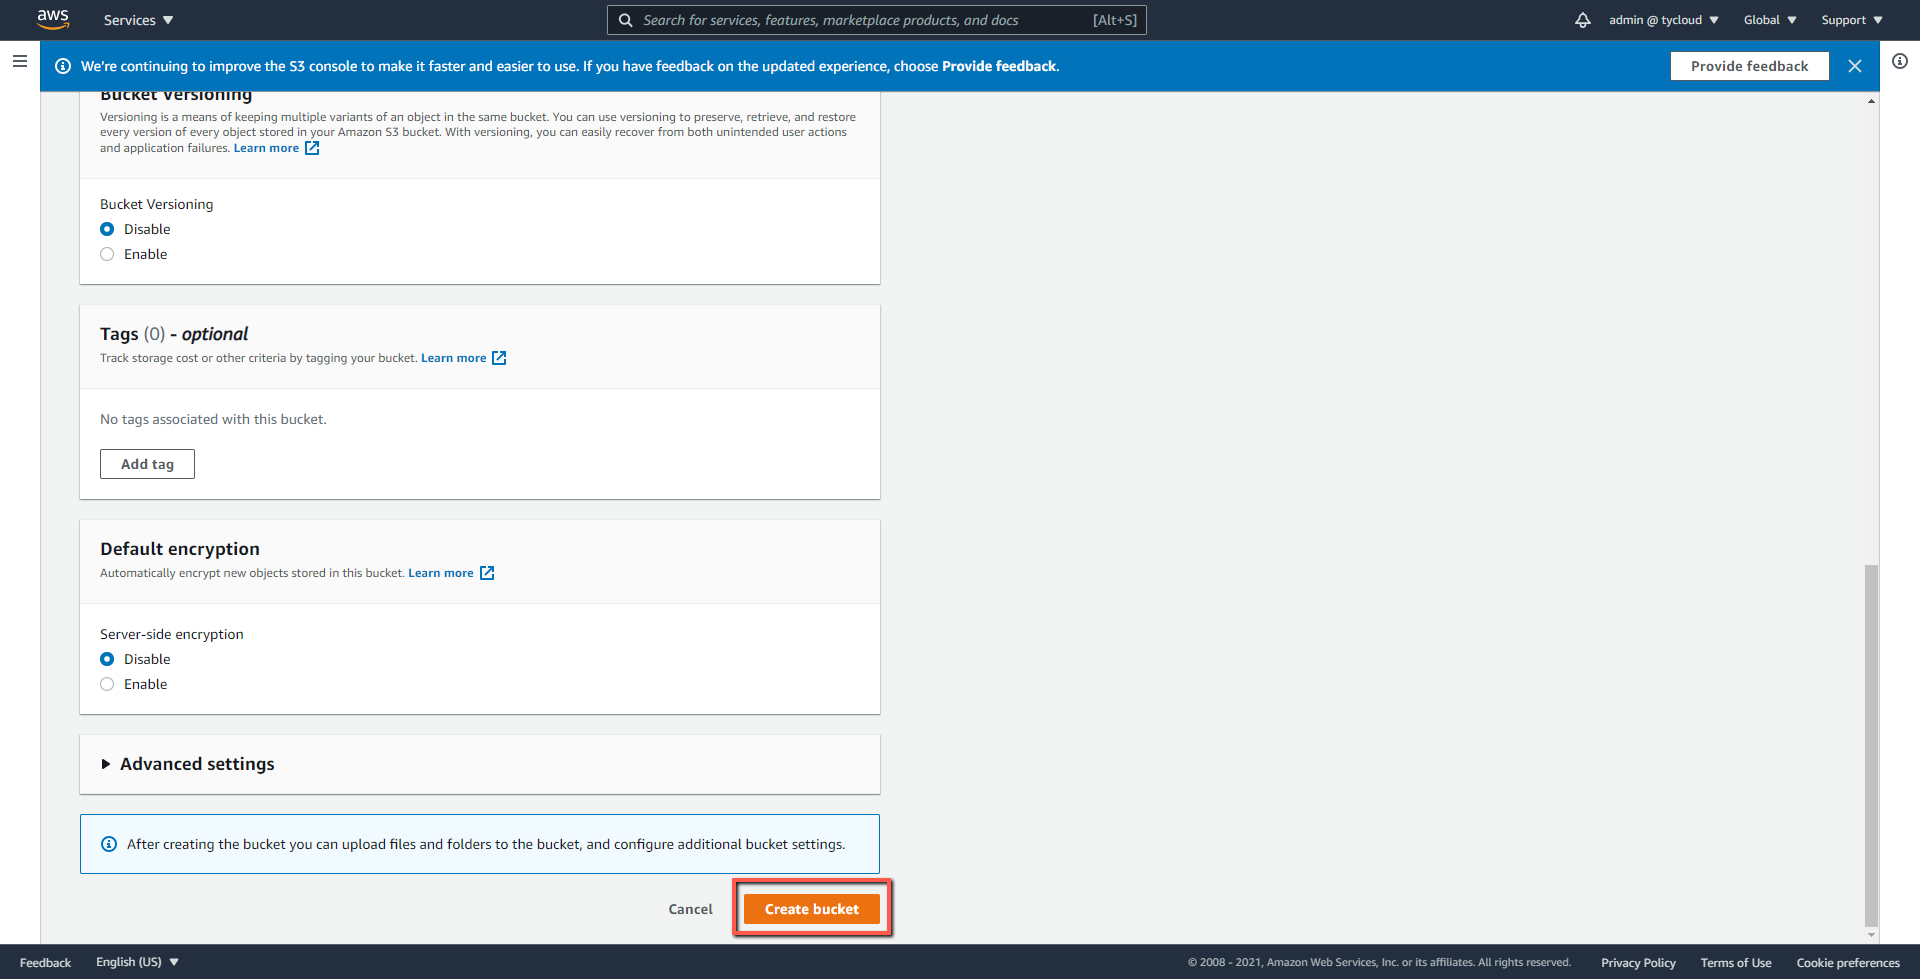 aws
Services
Search for services, features, marketplace products, and docs [Alt+S]
admin @ tycloud
Global
Support
We're continuing to improve the S3 console to make it faster and easier to use. If you have feedback on the updated experience, choose Provide feedback.
Provide feedback
Bucket Versioning
Versioning is a means of keeping multiple variants of an object in the same bucket. You can use versioning to preserve, retrieve, and restore
every version of every object stored in your Amazon S3 bucket. With versioning, you can easily recover from both unintended user actions
and application failures. Learn more
Bucket Versioning
Disable
Enable
Tags (0) - optional
Track storage cost or other criteria by tagging your bucket. Learn more
No tags associated with this bucket.
Add tag
Default encryption
Automatically encrypt new objects stored in this bucket. Learn more
Server-side encryption
Disable
Enable
Advanced settings
After creating the bucket you can upload files and folders to the bucket, and configure additional bucket settings.
Cancel
Create bucket
Feedback
English (US)
© 2008 - 2021, Amazon Web Services, Inc. or its affiliates. All rights reserved.
Privacy Policy
Terms of Use
Cookie preferences